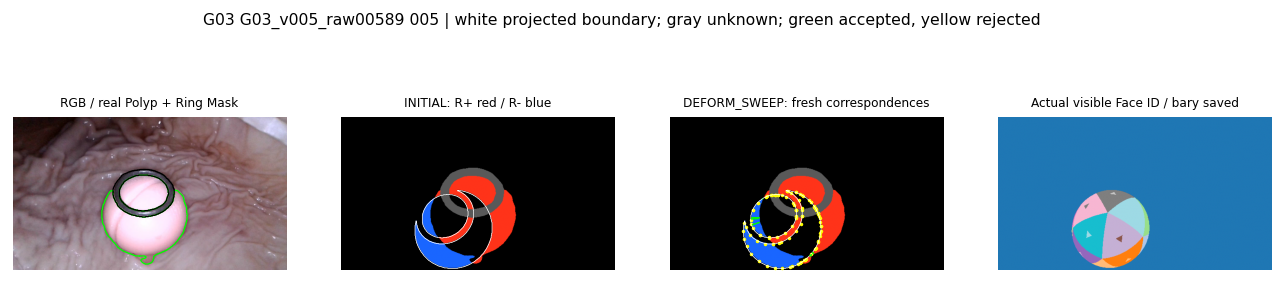 G03 G03_v005_raw00589 005 | white projected boundary; gray unknown; green accepted, yellow rejected
RGB / real Polyp + Ring Mask
INITIAL: R+ red / R- blue
DEFORM_SWEEP: fresh correspondences
Actual visible Face ID / bary saved